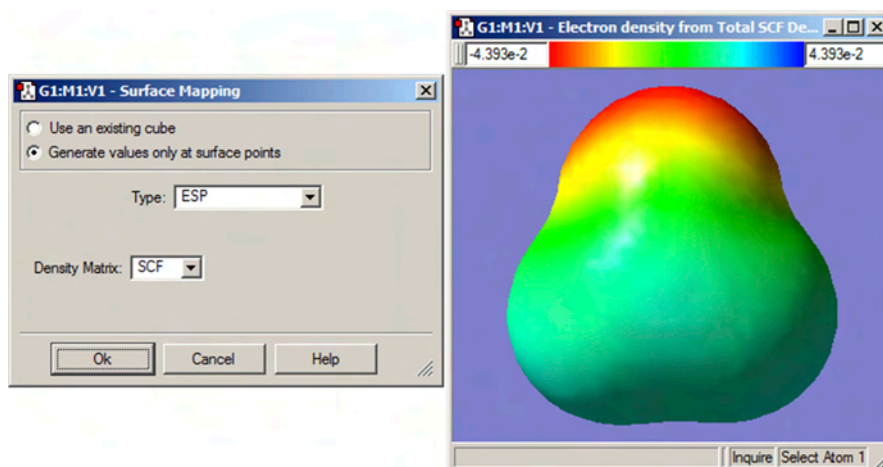 G1:M1:V1 - Surface Mapping
Use an existing cube
Generate values only at surface points
Type: ESP
Density Matrix: SCF
Ok Cancel Help
G1:M1:V1 - Electron density from Total SCF De...
-4.393e-2 4.393e-2
Inquire Select Atom 1